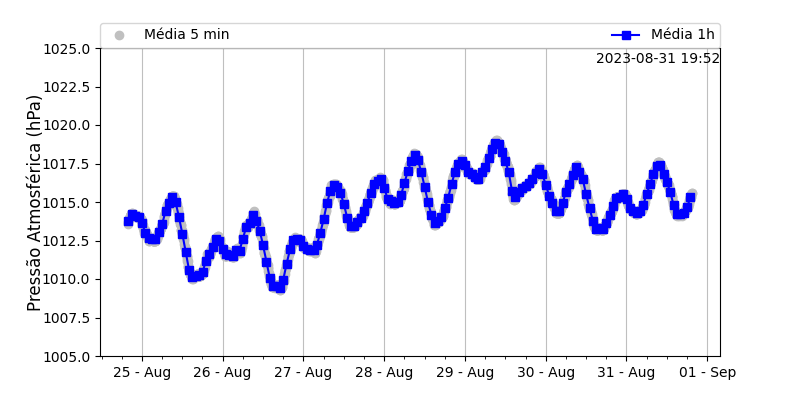 Média 5 min
Média 1h
2023-08-31 19:52
Pressão Atmosférica (hPa)
1025.0
1022.5
1020.0
1017.5
1015.0
1012.5
1010.0
1007.5
1005.0
25 - Aug
26 - Aug
27 - Aug
28 - Aug
29 - Aug
30 - Aug
31 - Aug
01 - Sep